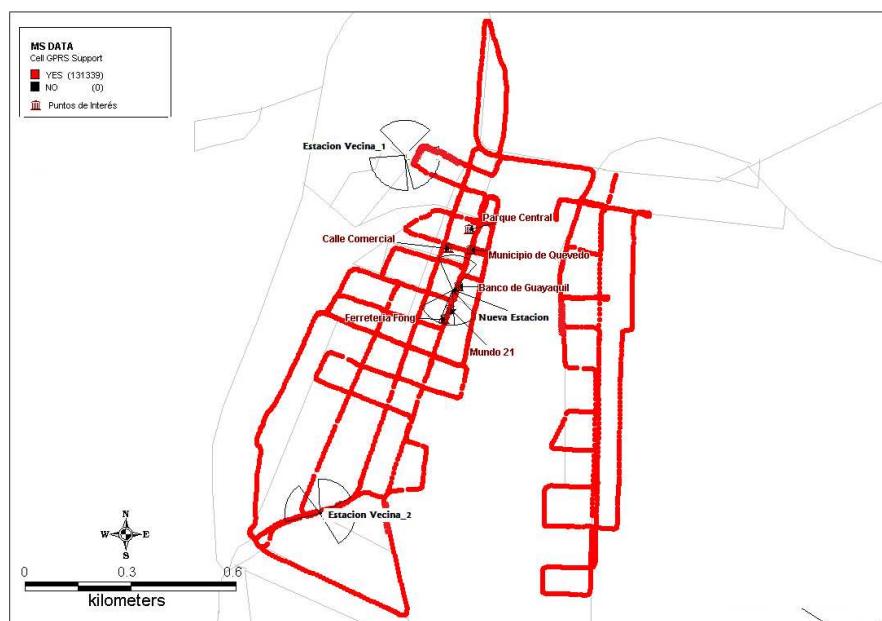 MS DATA
Cell GPRS Support
YES (131339)
NO (0)
Puntos de Interés
Estacion Vecina_1
Parque Central
Calle Comercial
Municipio de Quevedo
Banco de Guayaquil
Ferreteria Fong
Nueva Estacion
Mundo 21
Estacion Vecina_2
N
W E
S
0 0.3 0.6
kilometers